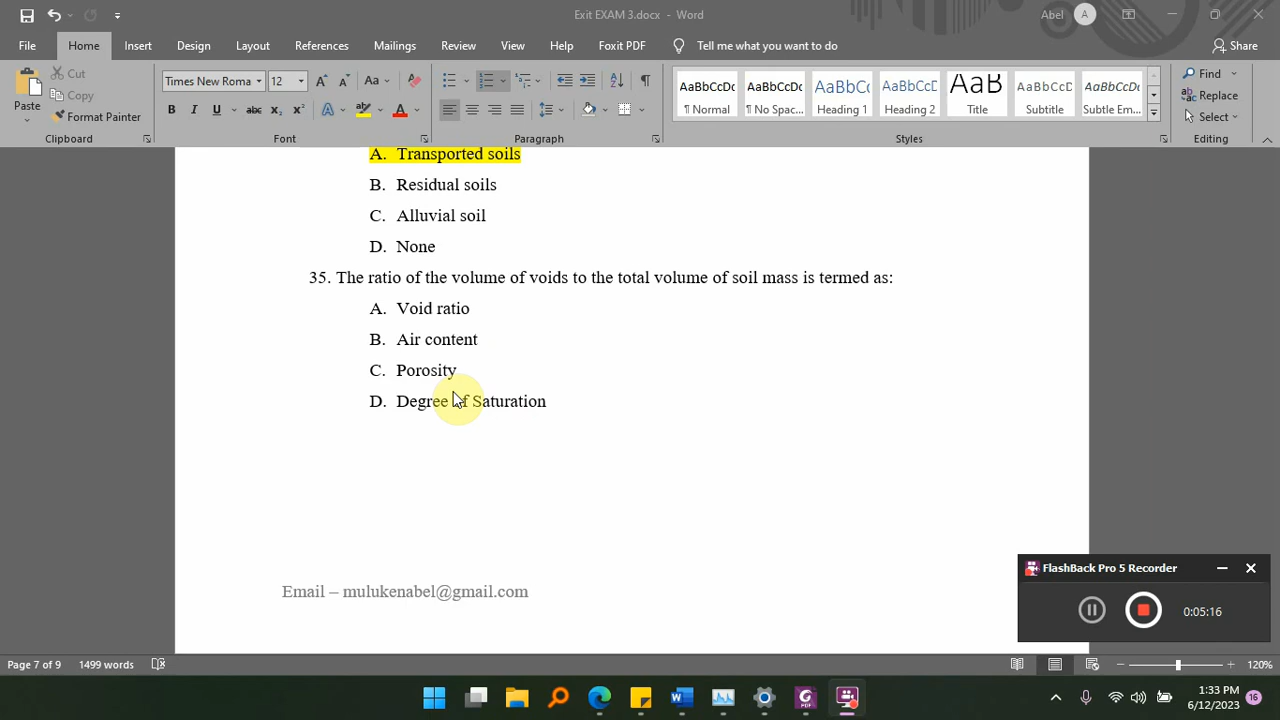 Exit EXAM 3.docx - Word
Abel A
File Home Insert Design Layout References Mailings Review View Help Foxit PDF Tell me what you want to do Share
Paste
Cut
Copy
Format Painter
Clipboard
Times New Roma 12 Aa
B I U abc x₂ x² A A
Font
Paragraph
AaBbCcDc AaBbCcDc AaBbCc AaBbCc AaB AaBbCcD AaBbCcDc
¶ Normal ¶ No Spac... Heading 1 Heading 2 Title Subtitle Subtle Em...
Styles
Find
Replace
Select
Editing
A. Transported soils
B. Residual soils
C. Alluvial soil
D. None
35. The ratio of the volume of voids to the total volume of soil mass is termed as:
A. Void ratio
B. Air content
C. Porosity
D. Degree of Saturation
Email – mulukenabel@gmail.com
FlashBack Pro 5 Recorder
0:05:16
Page 7 of 9 1499 words 120%
1:33 PM
6/12/2023 16